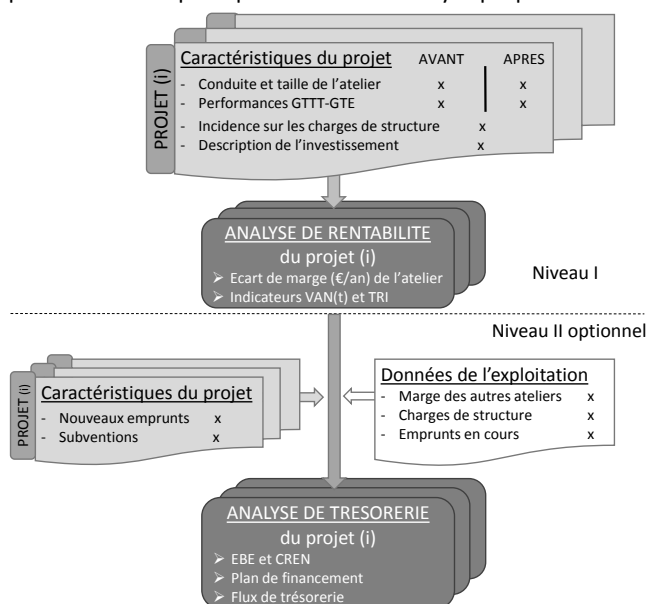 PROJET (i)
Caractéristiques du projet AVANT APRES
- Conduite et taille de l'atelier x x
- Performances GTTT-GTE x x
- Incidence sur les charges de structure x
- Description de l'investissement x
ANALYSE DE RENTABILITE
du projet (i)
➢ Ecart de marge (€/an) de l'atelier
➢ Indicateurs VAN(t) et TRI
Niveau I
Niveau II optionnel
PROJET (i)
Caractéristiques du projet
- Nouveaux emprunts x
- Subventions x
Données de l'exploitation
- Marge des autres ateliers x
- Charges de structure x
- Emprunts en cours x
ANALYSE DE TRESORERIE
du projet (i)
➢ EBE et CREN
➢ Plan de financement
➢ Flux de trésorerie